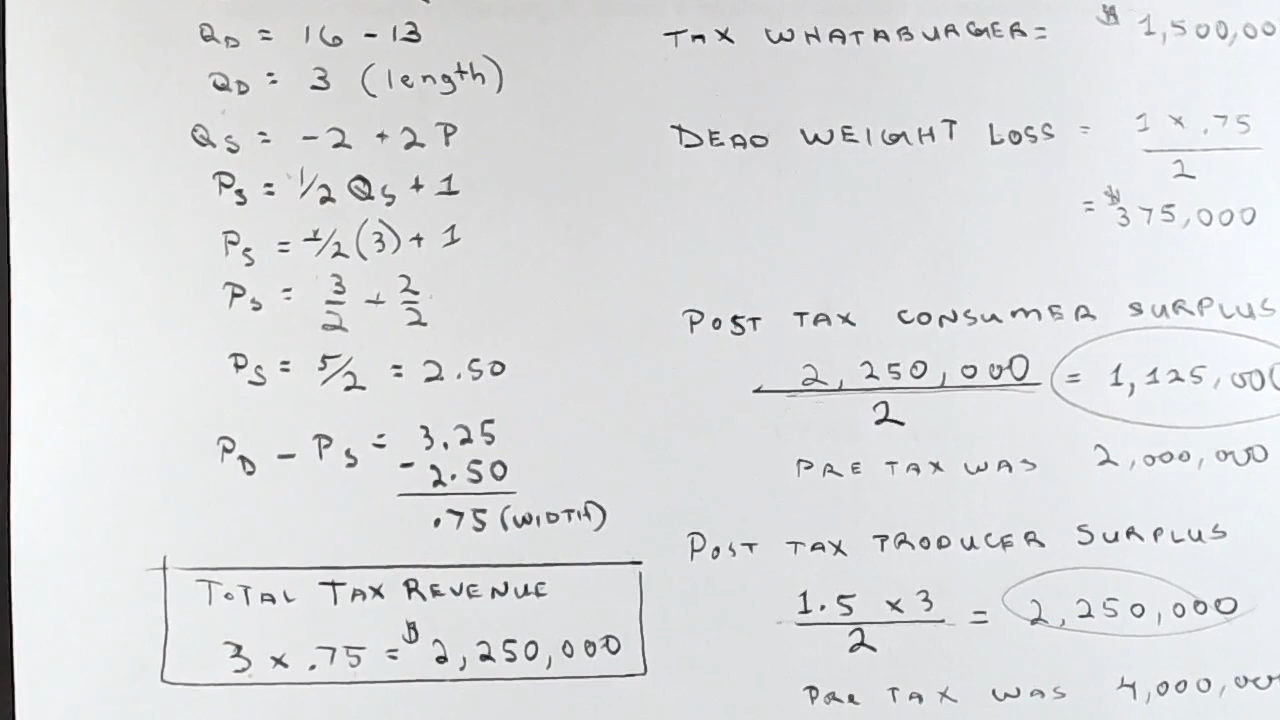 QD = 16 - 13
QD = 3 (length)
QS = -2 + 2P
PS = 1/2 QS + 1
PS = 1/2 (3) + 1
PS = 3/2 + 2/2
PS = 5/2 = 2.50
PD - PS = 3.25
- 2.50
.75 (WIDTH)
TOTAL TAX REVENUE
3 x .75 = $2,250,000
TAX WHATABURGER = $1,500,00
DEAD WEIGHT LOSS = 1 x .75
2
= $375,000
POST TAX CONSUMER SURPLUS
2,250,000 = 1,125,000
2
PRE TAX WAS 2,000,000
POST TAX PRODUCER SURPLUS
1.5 x 3 = 2,250,000
2
PRE TAX WAS 4,000,00